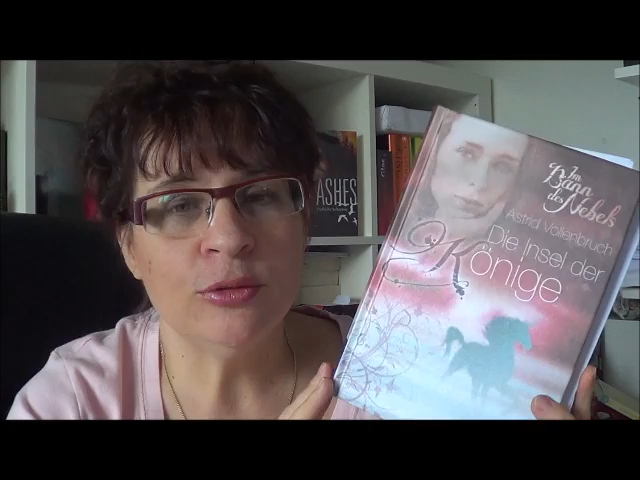 ASHES
Im
Bann
des Nebels
Astrid Vollenbruch
Die Insel der
Könige